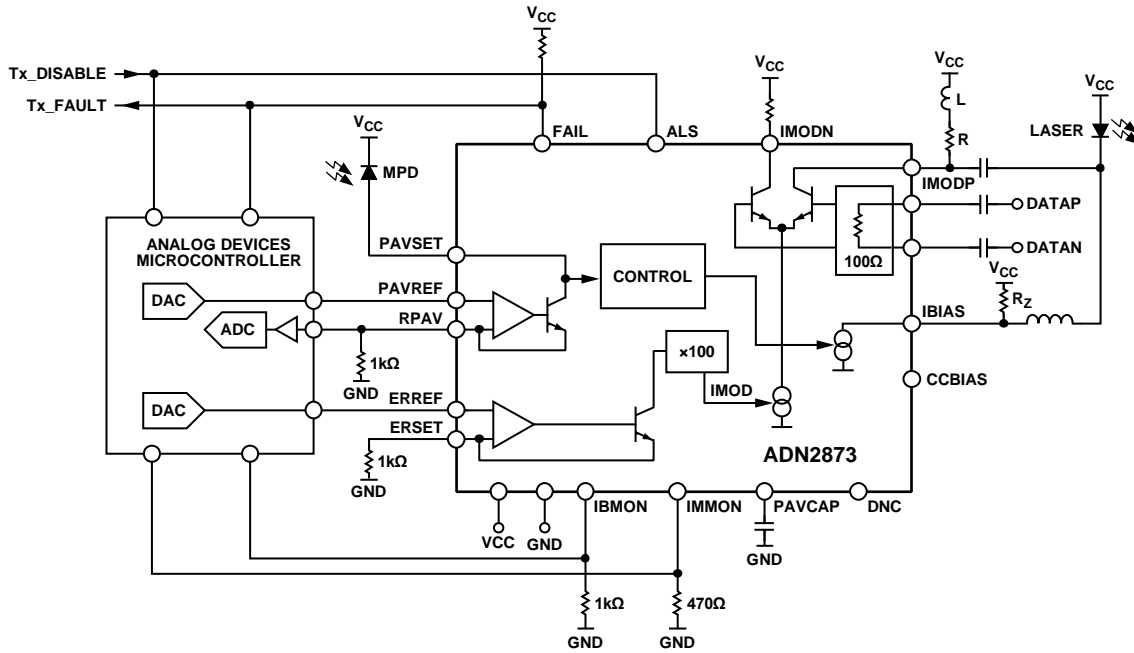 VCC
VCC
Tx_DISABLE
VCC
VCC
L
Tx_FAULT
VCC
LASER
FAIL
ALS
IMODN
R
MPD
IMODP
DATAP
ANALOG DEVICES
MICROCONTROLLER
PAVSET
DATAN
100Ω
CONTROL
VCC
DAC
PAVREF
RZ
IBIAS
ADC
RPAV
×100
1kΩ
GND
IMOD
CCBIAS
DAC
ERREF
ERSET
ADN2873
1kΩ
GND
IBMON
IMMON
PAVCAP
DNC
VCC
GND
GND
1kΩ
470Ω
GND
GND